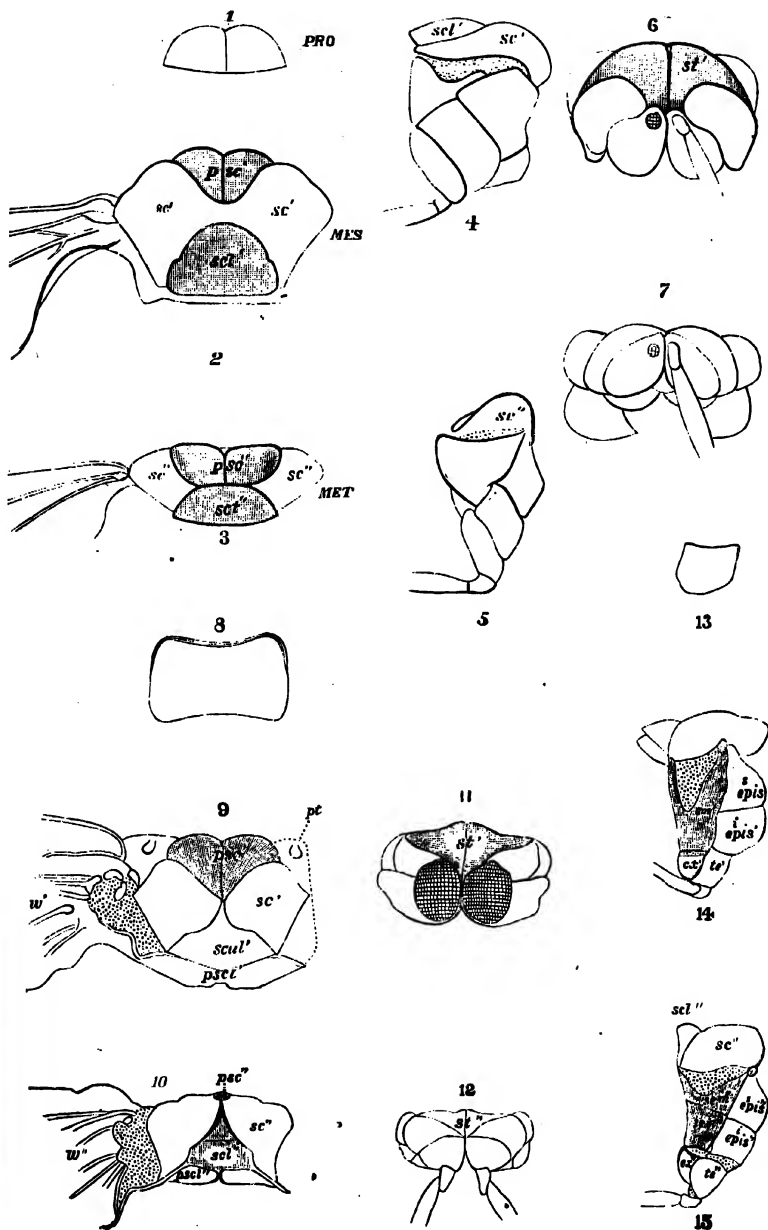 1
PRO
p sc'
sc'
sc'
MES
scl'
2
sc"
p sc"
sc"
MET
sct"
3
scl'
sc'
4
6
st'
7
sc"
5
13
8
9
pt
psc'
w'
sc'
scul'
psct'
11
st'
s
epis'
i
epis'
cx'
te'
14
10
psc"
w"
sc"
scl"
pscl"
12
st"
scl"
sc"
epis"
i
epis"
cx"
te"
15